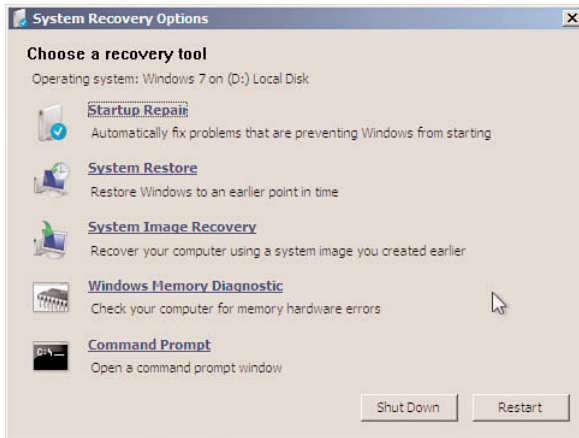 System Recovery Options
Choose a recovery tool
Operating system: Windows 7 on (D:) Local Disk
Startup Repair
Automatically fix problems that are preventing Windows from starting
System Restore
Restore Windows to an earlier point in time
System Image Recovery
Recover your computer using a system image you created earlier
Windows Memory Diagnostic
Check your computer for memory hardware errors
C:\_
Command Prompt
Open a command prompt window
Shut Down
Restart